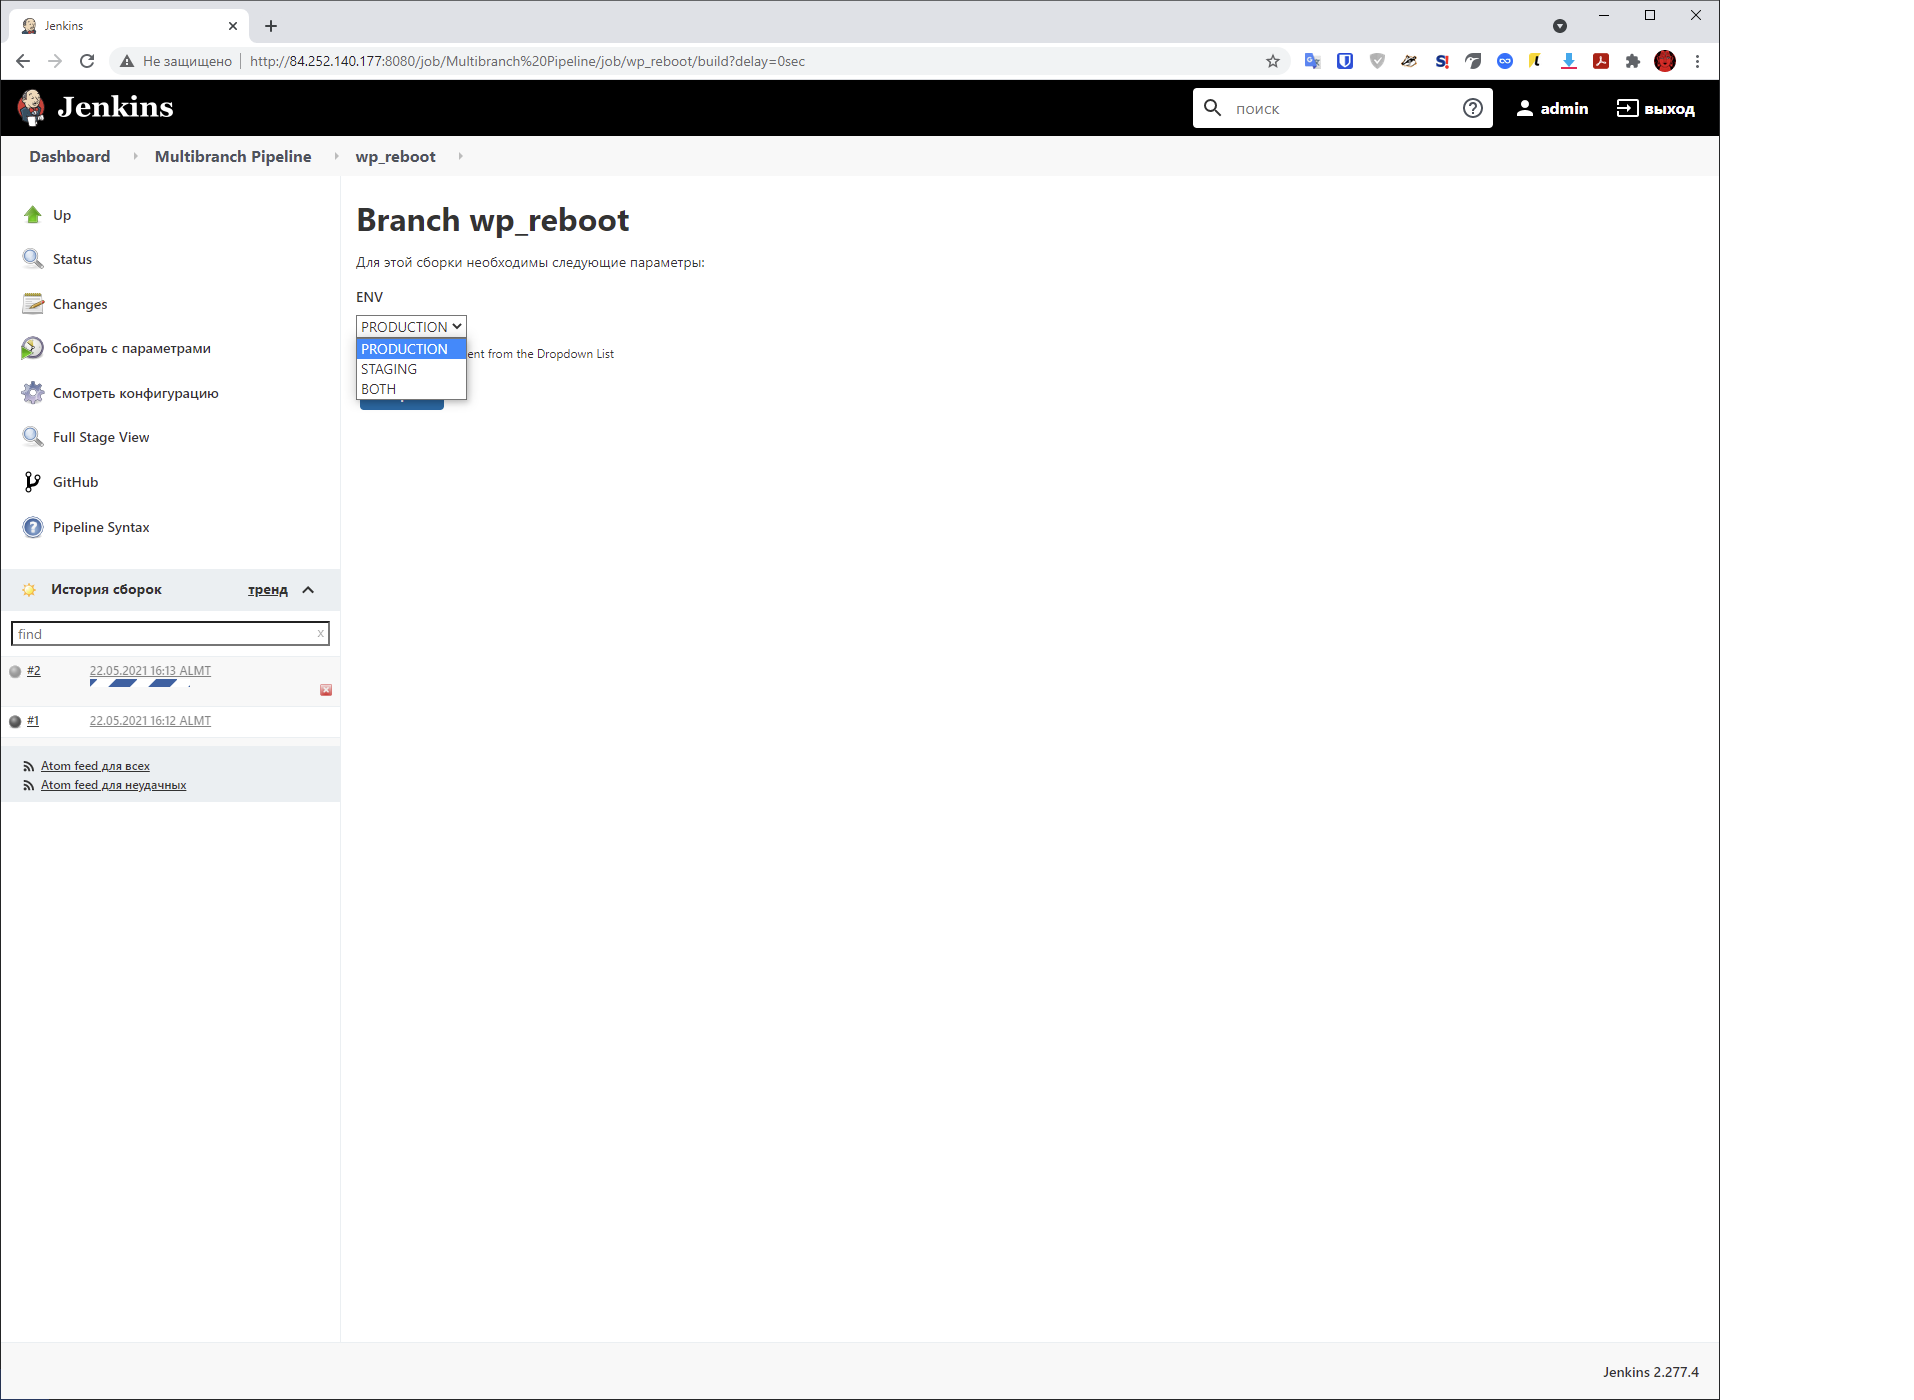 Jenkins
Не защищено
http://84.252.140.177:8080/job/Multibranch%20Pipeline/job/wp_reboot/build?delay=0sec
Jenkins
поиск
admin
выход
Dashboard
Multibranch Pipeline
wp_reboot
Up
Status
Changes
Собрать с параметрами
Смотреть конфигурацию
Full Stage View
GitHub
Pipeline Syntax
История сборок
тренд
find
x
#2
22.05.2021 16:13 ALMT
#1
22.05.2021 16:12 ALMT
Atom feed для всех
Atom feed для неудачных
Branch wp_reboot
Для этой сборки необходимы следующие параметры:
ENV
PRODUCTION
PRODUCTION
ent from the Dropdown List
STAGING
BOTH
Jenkins 2.277.4